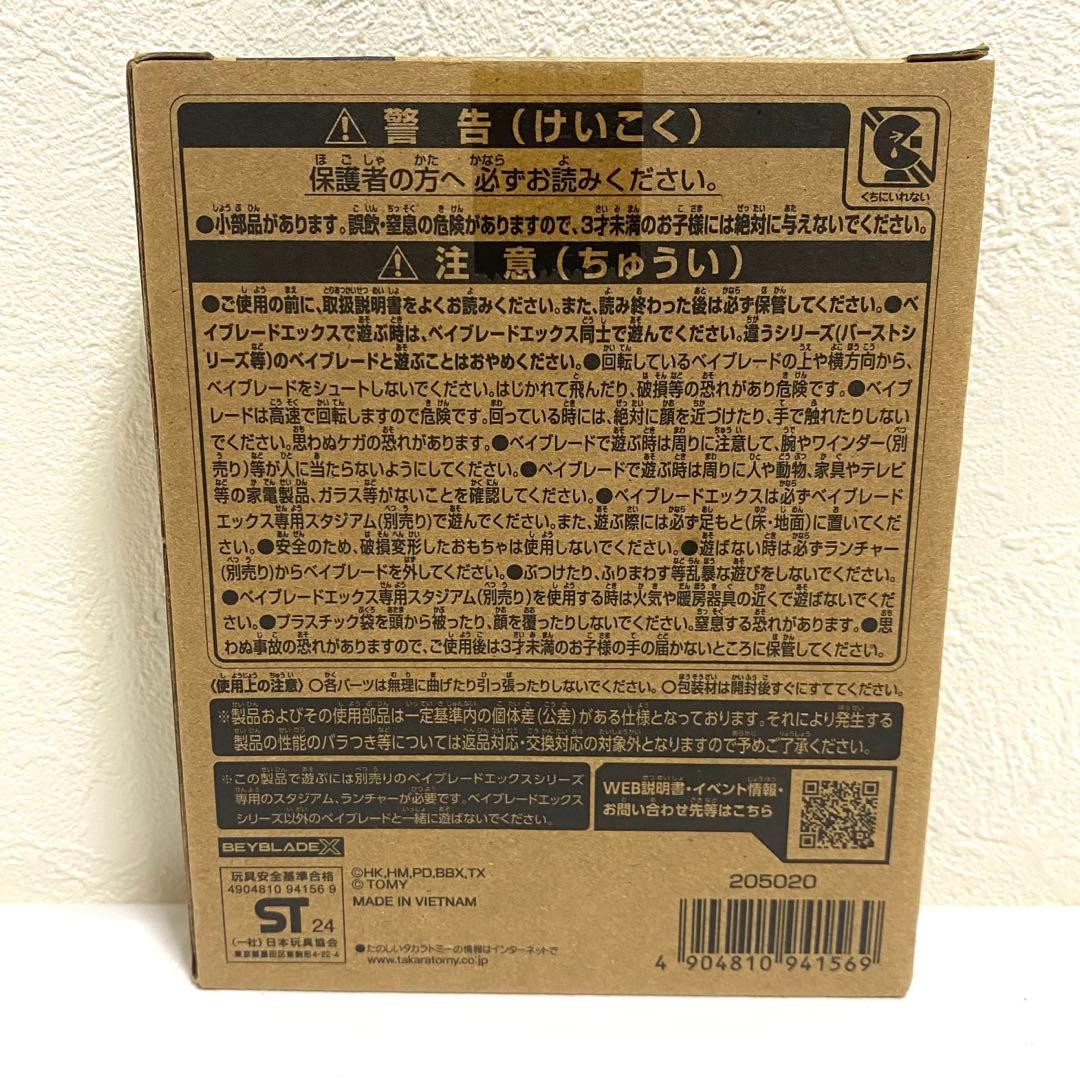 警告(けいこく)
くちにいれない
保護者の方へ 必ずお読みください。
●小部品があります。誤飲・窒息の危険がありますので、3才未満のお子様には絶対に与えないでください。
注意(ちゅうい)
●ご使用の前に、取扱説明書をよくお読みください。また、読み終わった後は必ず保管してください。●ベ
イブレードエックスで遊ぶ時は、ベイブレードエックス同士で遊んでください。違うシリーズ(バーストシ
リーズ等)のベイブレードと遊ぶことはおやめください。●回転しているベイブレードの上や横方向から、
ベイブレードをシュートしないでください。はじかれて飛んだり、破損等の恐れがあり危険です。●ベイブ
レードは高速で回転しますので危険です。回っている時には、絶対に顔を近づけたり、手で触れたりしない
でください。思わぬケガの恐れがあります。●ベイブレードで遊ぶ時は周りに注意して、腕やワインダー(別
売り)等が人に当たらないようにしてください。●ベイブレードで遊ぶ時は周りに人や動物、家具やテレビ
等の家電製品、ガラス等がないことを確認してください。●ベイブレードエックスは必ずベイブレード
エックス専用スタジアム(別売り)で遊んでください。また、遊ぶ際には必ず足もと(床・地面)に置いてくだ
さい。●安全のため、破損変形したおもちゃは使用しないでください。●遊ばない時は必ずランチャー
(別売り)からベイブレードを外してください。●ぶつけたり、ふりまわす等乱暴な遊びをしないでください。
●ベイブレードエックス専用スタジアム(別売り)を使用する時は火気や暖房器具の近くで遊ばないでください。
●プラスチック袋を頭から被ったり、顔を覆ったりしないでください。窒息する恐れがあります。●思
わぬ事故の恐れがありますので、ご使用後は3才未満のお子様の手の届かないところに保管してください。
〈使用上の注意〉○各パーツは無理に曲げたり引っ張ったりしないでください。○包装材は開封後すぐにすててください。
※製品およびその使用部品は一定基準内の個体差(公差)がある仕様となっております。それにより発生する
製品の性能のバラつき等については返品対応・交換対応の対象外となりますので予めご了承ください。
※この製品で遊ぶには別売りのベイブレードエックスシリーズ
専用のスタジアム、ランチャーが必要です。ベイブレードエックス
シリーズ以外のベイブレードと一緒に遊ばないでください。
WEB説明書・イベント情報・
お問い合わせ先等はこちら
BEYBLADE X
玩具安全基準合格
4904810 94156 9
ST 24
(一社)日本玩具協会
東京都墨田区東駒形4-22-4
©HK,HM,PD,BBX,TX
© TOMY
MADE IN VIETNAM
●たのしいタカラトミーの情報はインターネットで
www.takaratomy.co.jp
205020
4 904810 941569